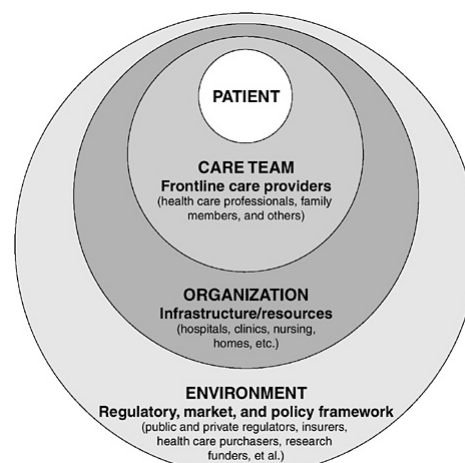 PATIENT
CARE TEAM
Frontline care providers
(health care professionals, family
members, and others)
ORGANIZATION
Infrastructure/resources
(hospitals, clinics, nursing,
homes, etc.)
ENVIRONMENT
Regulatory, market, and policy framework
(public and private regulators, insurers,
health care purchasers, research
funders, et al.)